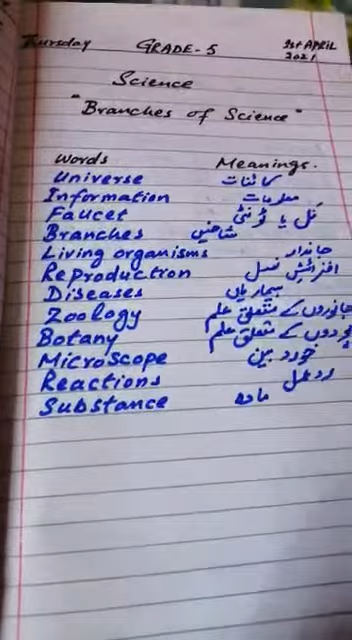 Thursday GRADE-5 1st APRIL 2021
Science
"Branches of Science"
Words Meanings.
Universe کائنات
Information معلومات
Faucet نل یا ٹونٹی
Branches شاخیں
Living organisms جاندار
Reproduction افزائش نسل
Diseases بیماریاں
Zoology جانوروں کے متعلق علم
Botany پودوں کے متعلق علم
Microscope خورد بین
Reactions ردعمل
Substance مادہ